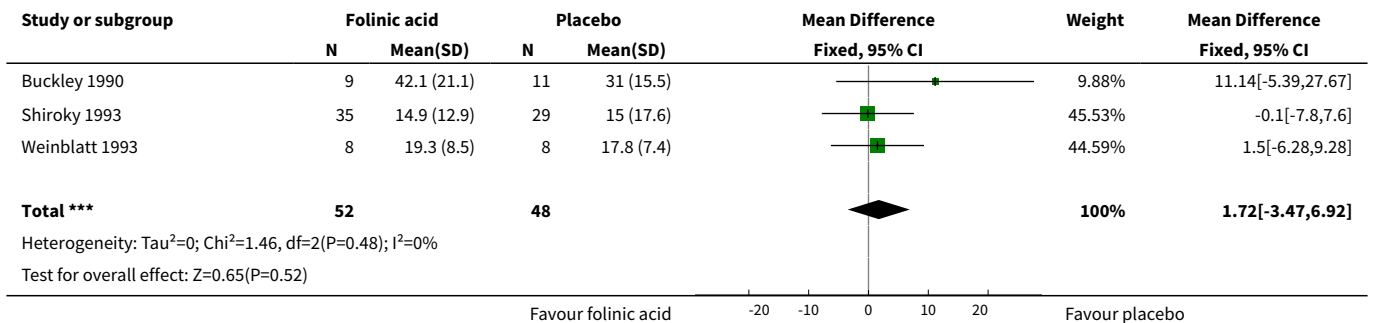 Study or subgroup Folinic acid Placebo Mean Difference Weight Mean Difference
N Mean(SD) N Mean(SD) Fixed, 95% CI Fixed, 95% CI
Buckley 1990 9 42.1 (21.1) 11 31 (15.5) 9.88% 11.14[-5.39,27.67]
Shiroky 1993 35 14.9 (12.9) 29 15 (17.6) 45.53% -0.1[-7.8,7.6]
Weinblatt 1993 8 19.3 (8.5) 8 17.8 (7.4) 44.59% 1.5[-6.28,9.28]
Total *** 52 48 100% 1.72[-3.47,6.92]
Heterogeneity: Tau²=0; Chi²=1.46, df=2(P=0.48); I²=0%
Test for overall effect: Z=0.65(P=0.52)
Favour folinic acid -20 -10 0 10 20 Favour placebo